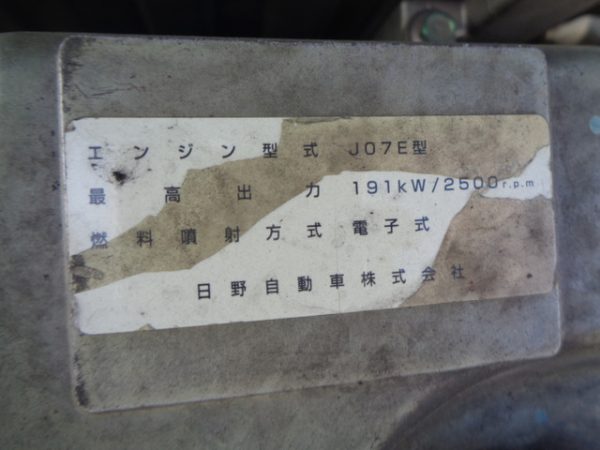 エンジン型式 J07E型
最高出力 191kW/2500r.p.m
燃料噴射方式 電子式
日野自動車株式会社